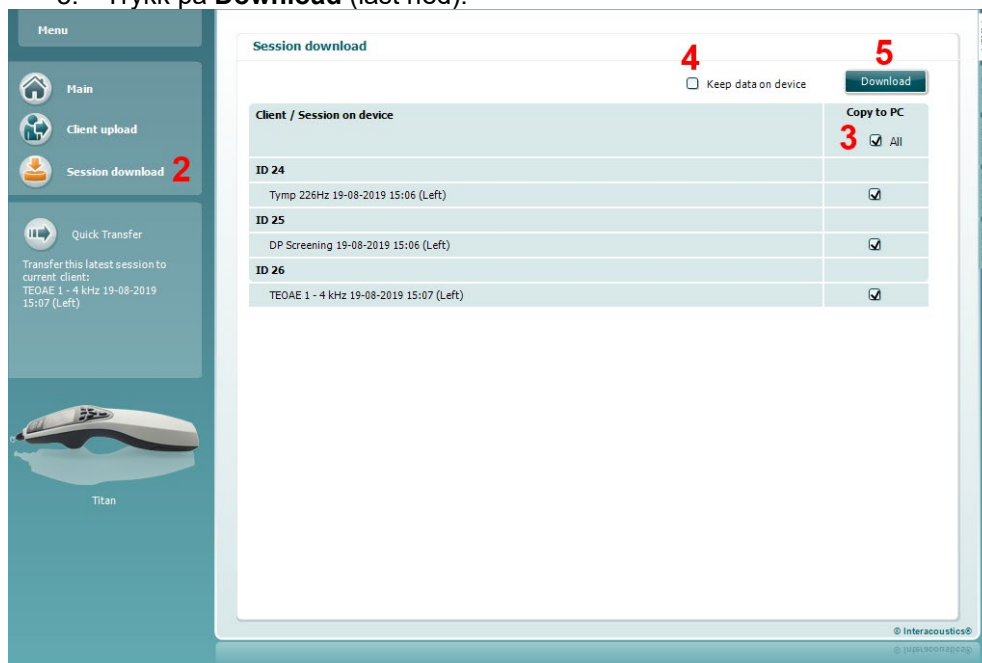 Trykk på Download (last ned).
Menu
Main
Client upload
Session download 2
Quick Transfer
Transfer this latest session to
current client:
TEOAE 1 - 4 kHz 19-08-2019
15:07 (Left)
Titan
Session download
4
5
Keep data on device
Download
Client / Session on device
Copy to PC
3 All
ID 24
Tymp 226Hz 19-08-2019 15:06 (Left)
ID 25
DP Screening 19-08-2019 15:06 (Left)
ID 26
TEOAE 1 - 4 kHz 19-08-2019 15:07 (Left)
© Interacoustics®